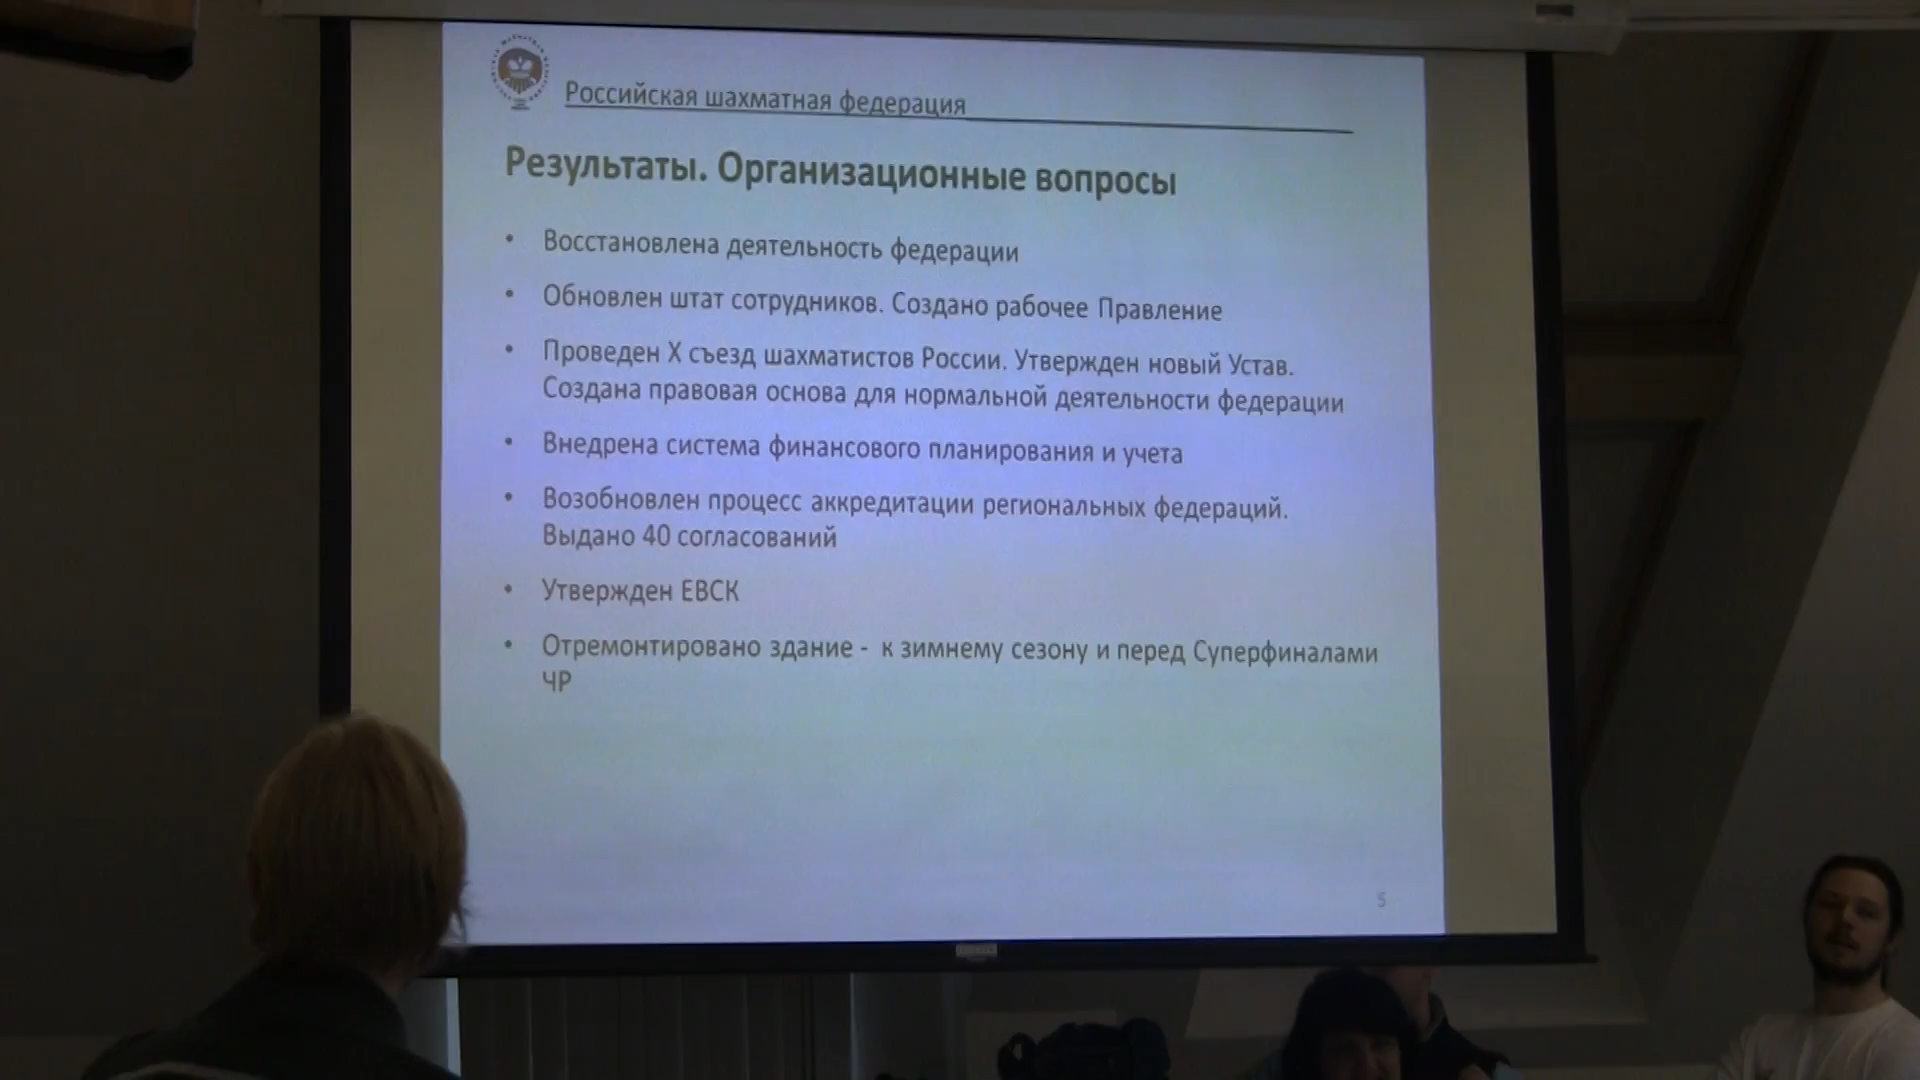 Российская шахматная федерация
Результаты. Организационные вопросы
• Восстановлена деятельность федерации
• Обновлен штат сотрудников. Создано рабочее Правление
• Проведен X съезд шахматистов России. Утвержден новый Устав.
Создана правовая основа для нормальной деятельности федерации
• Внедрена система финансового планирования и учета
• Возобновлен процесс аккредитации региональных федераций.
Выдано 40 согласований
• Утвержден ЕВСК
• Отремонтировано здание - к зимнему сезону и перед Суперфиналами
ЧР
5